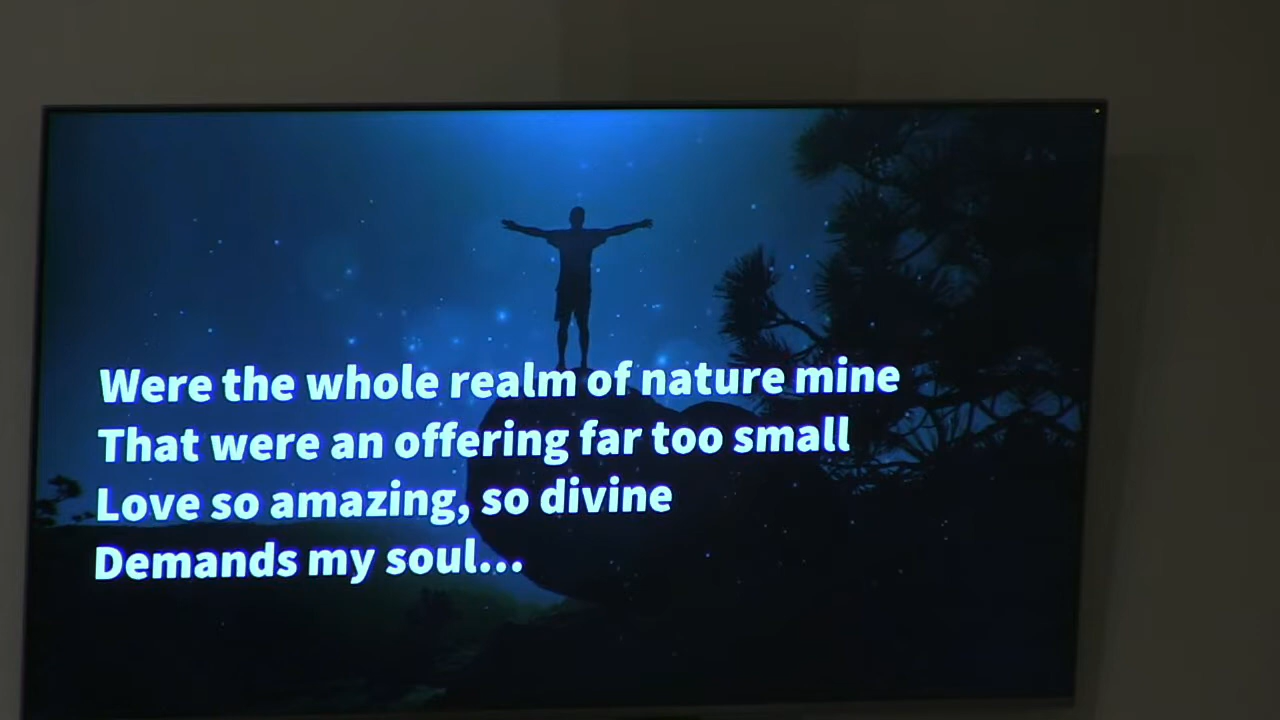 Were the whole realm of nature mine
That were an offering far too small
Love so amazing, so divine
Demands my soul...